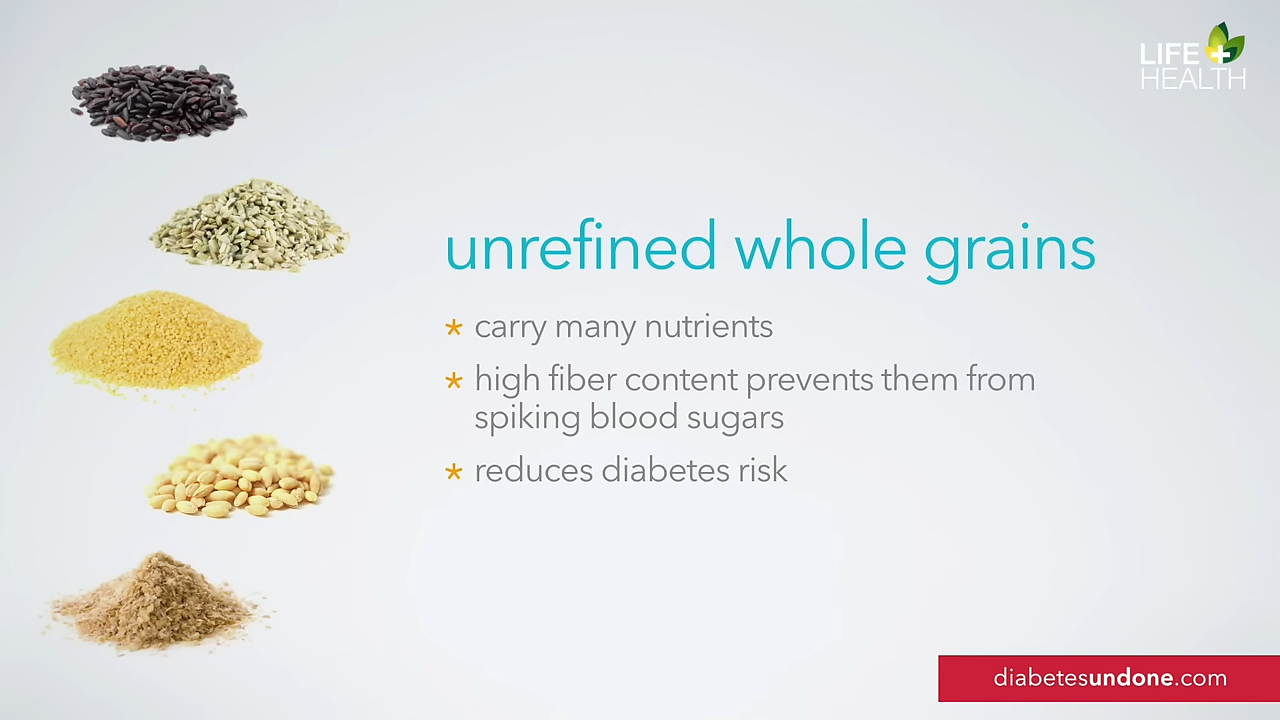 LIFE+
HEALTH
unrefined whole grains
* carry many nutrients
* high fiber content prevents them from
spiking blood sugars
* reduces diabetes risk
diabetesundone.com